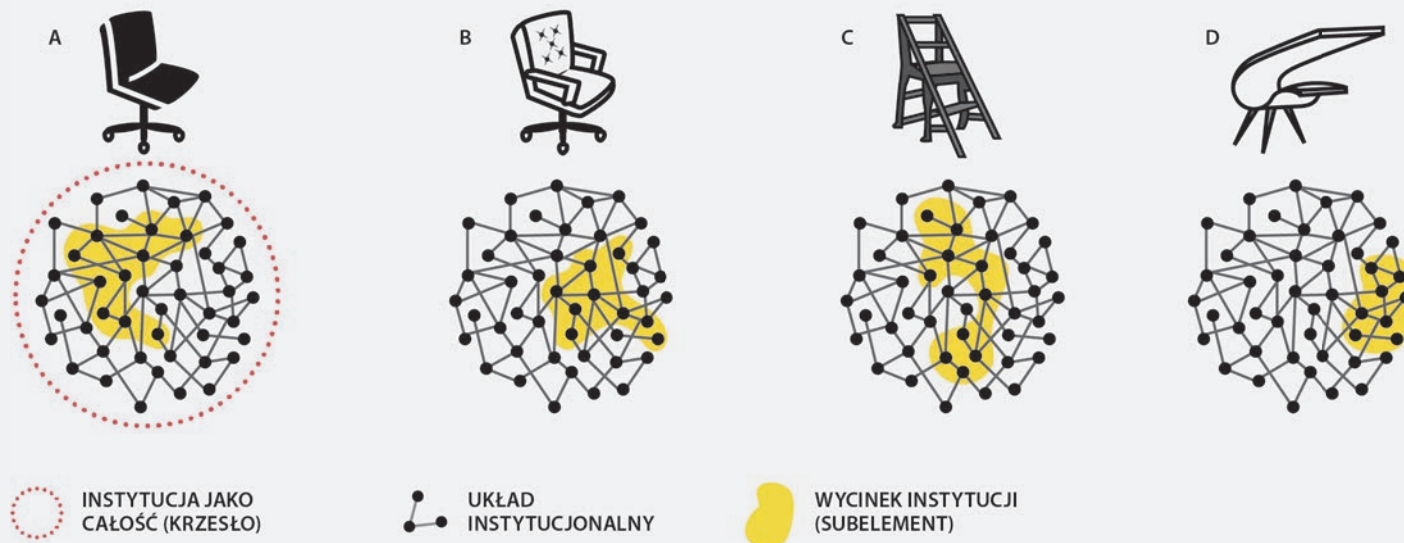 A
B
C
D
INSTYTUCJA JAKO
CAŁOŚĆ (KRZESŁO)
UKŁAD
INSTYTUCJONALNY
WYCINEK INSTYTUCJI
(SUBELEMENT)